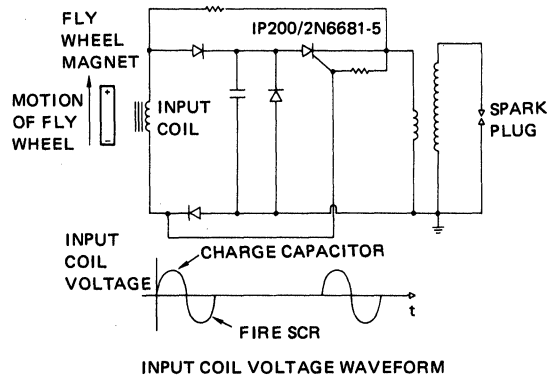 FLY
WHEEL
MAGNET
IP200/2N6681-5
MOTION
OF FLY
WHEEL
+
−
INPUT
COIL
SPARK
PLUG
INPUT
COIL
VOLTAGE
CHARGE CAPACITOR
t
FIRE SCR
INPUT COIL VOLTAGE WAVEFORM